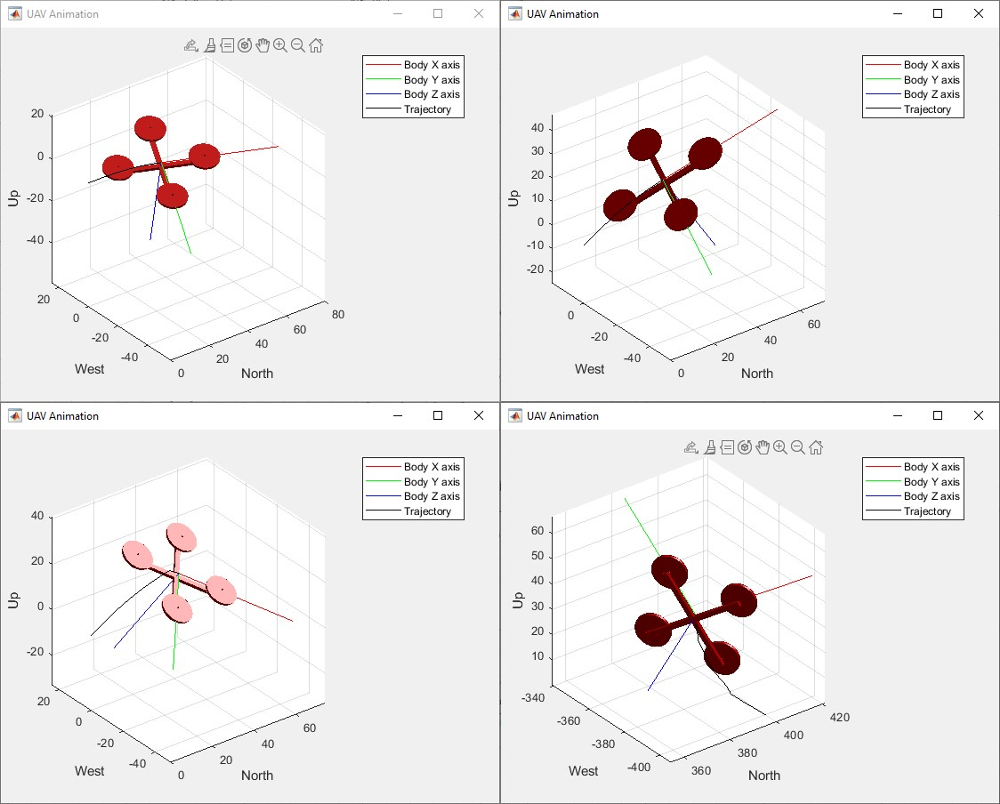 UAV Animation
Body X axis
Body Y axis
Body Z axis
Trajectory
20
0
-20
-40
Up
20
0
-20
-40
West
0
20
40
60
80
North
UAV Animation
Body X axis
Body Y axis
Body Z axis
Trajectory
40
30
20
10
0
-10
-20
Up
0
-20
-40
West
0
20
40
60
North
UAV Animation
Body X axis
Body Y axis
Body Z axis
Trajectory
40
20
0
-20
Up
20
0
-20
-40
West
0
20
40
60
North
UAV Animation
Body X axis
Body Y axis
Body Z axis
Trajectory
60
50
40
30
20
10
Up
-340
-360
-380
-400
West
360
380
400
420
North